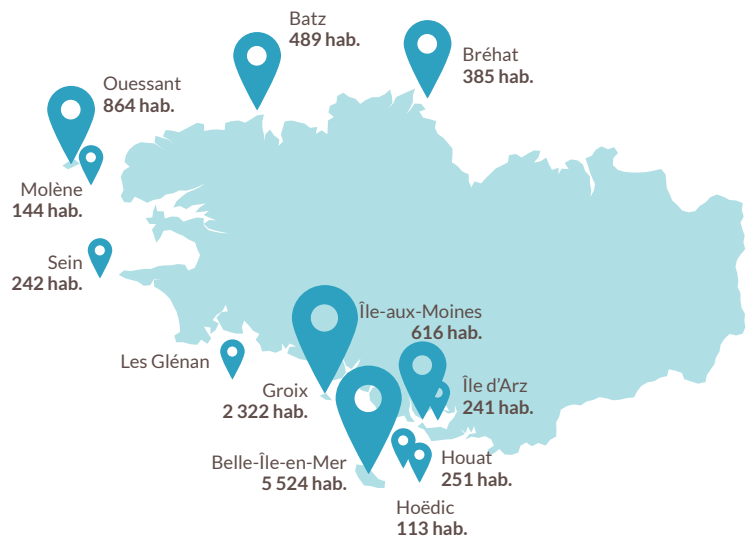 Batz
489 hab.
Bréhat
385 hab.
Ouessant
864 hab.
Molène
144 hab.
Sein
242 hab.
Île-aux-Moines
616 hab.
Les Glénan
Groix
2 322 hab.
Île d'Arz
241 hab.
Belle-Île-en-Mer
5 524 hab.
Houat
251 hab.
Hoëdic
113 hab.